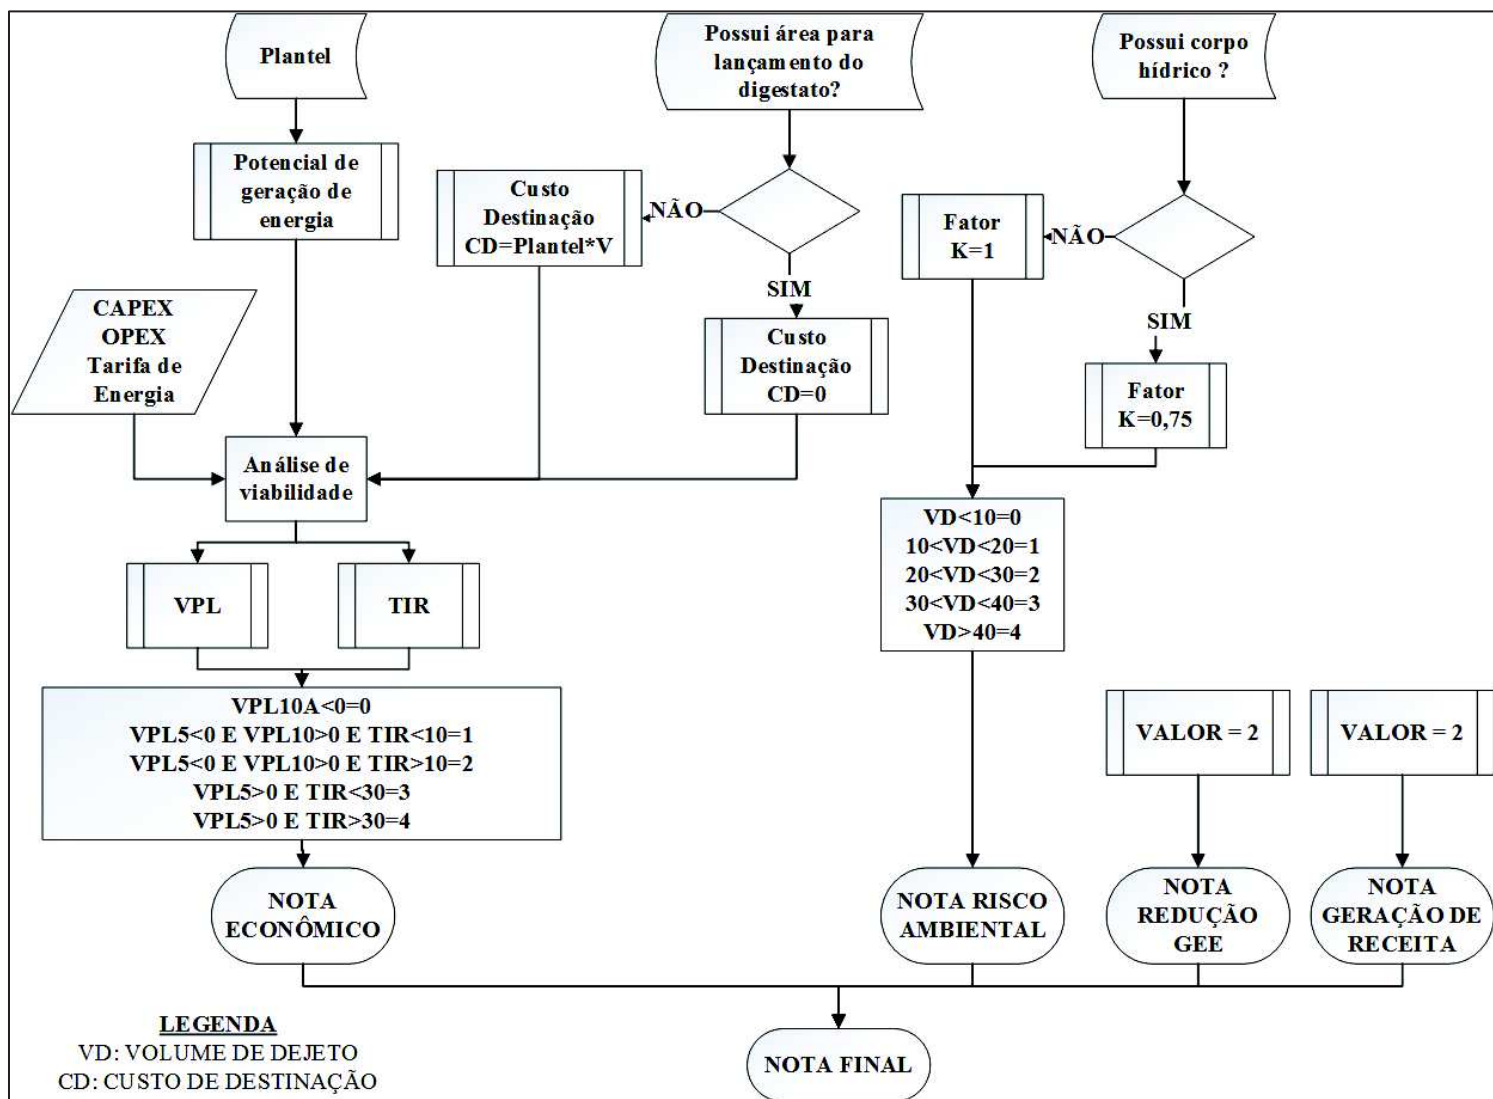 Plantel
Possui área para
lançamento do
digestato?
Possui corpo
hídrico ?
Potencial de
geração de
energia
Custo
Destinação
CD=Plantel*V
NÃO
SIM
Custo
Destinação
CD=0
Fator
K=1
NÃO
SIM
Fator
K=0,75
CAPEX
OPEX
Tarifa de
Energia
Análise de
viabilidade
VPL
TIR
VD<10=0
10<VD<20=1
20<VD<30=2
30<VD<40=3
VD>40=4
VPL10A<0=0
VPL5<0 E VPL10>0 E TIR<10=1
VPL5<0 E VPL10>0 E TIR>10=2
VPL5>0 E TIR<30=3
VPL5>0 E TIR>30=4
VALOR = 2
VALOR = 2
NOTA
ECONÔMICO
NOTA RISCO
AMBIENTAL
NOTA
REDUÇÃO
GEE
NOTA
GERAÇÃO DE
RECEITA
NOTA FINAL
LEGENDA
VD: VOLUME DE DEJETO
CD: CUSTO DE DESTINAÇÃO